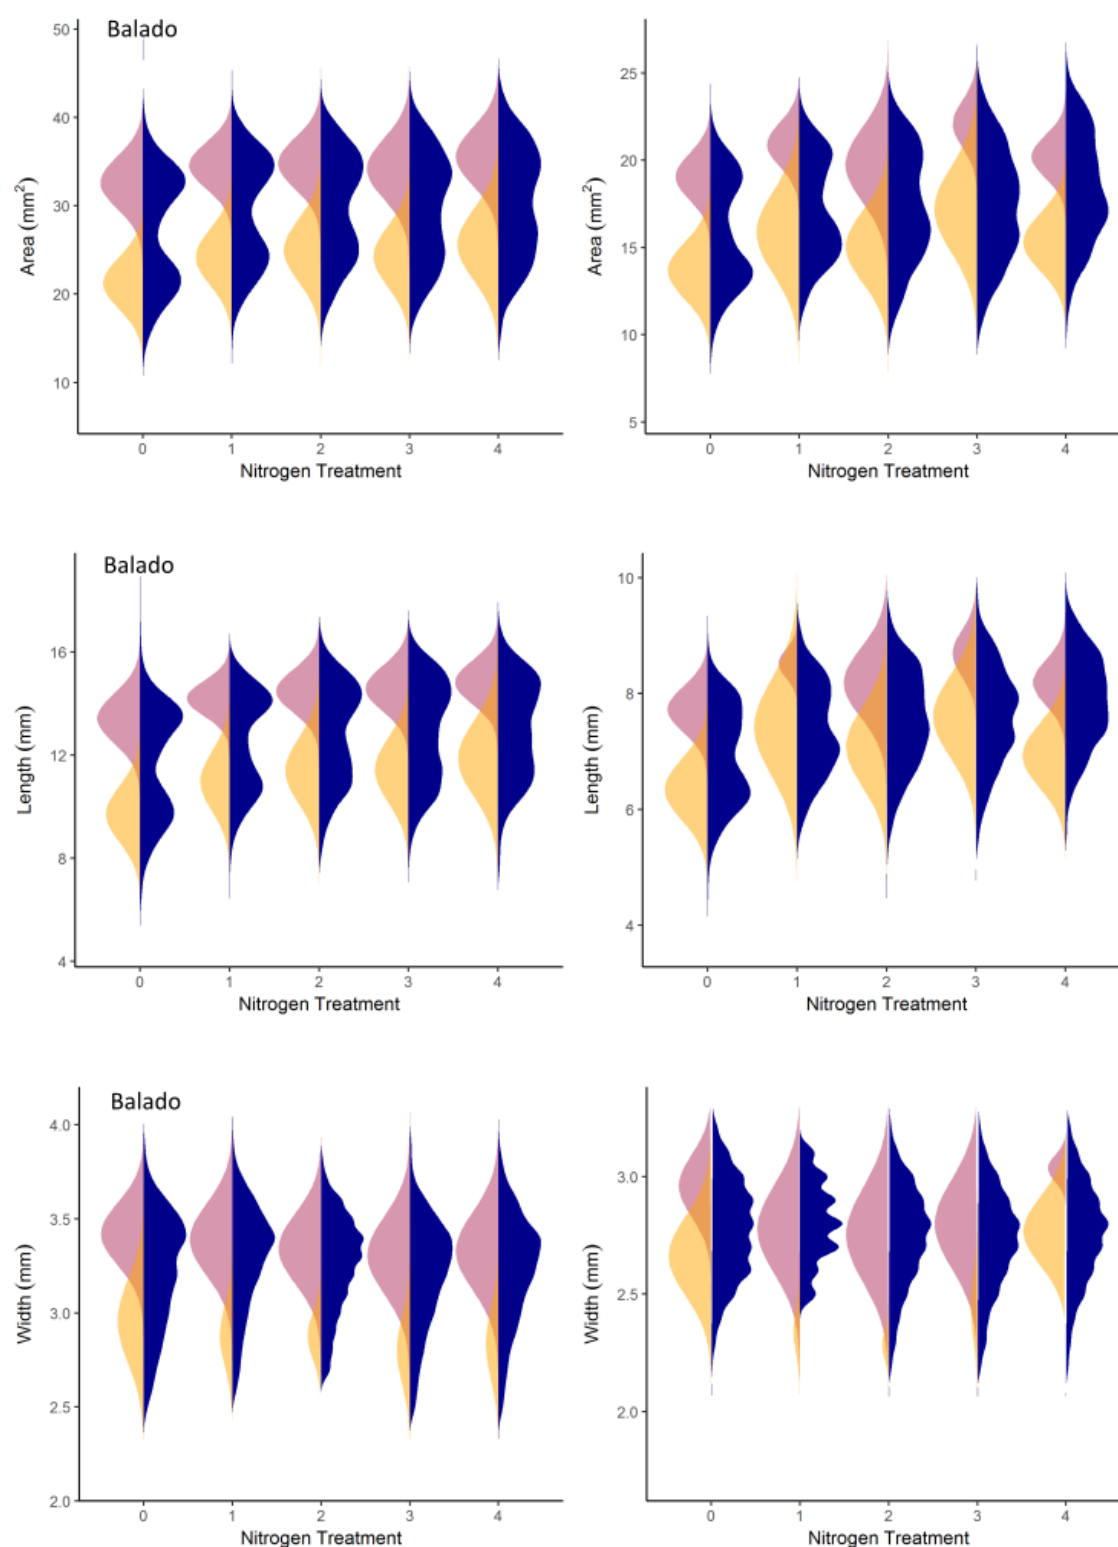 Balado
50
40
30
20
10
Area (mm²)
0 1 2 3 4
Nitrogen Treatment
25
20
15
10
5
Area (mm²)
0 1 2 3 4
Nitrogen Treatment
Balado
16
12
8
4
Length (mm)
0 1 2 3 4
Nitrogen Treatment
10
8
6
4
Length (mm)
0 1 2 3 4
Nitrogen Treatment
Balado
4.0
3.5
3.0
2.5
2.0
Width (mm)
0 1 2 3 4
Nitrogen Treatment
3.0
2.5
2.0
Width (mm)
0 1 2 3 4
Nitrogen Treatment